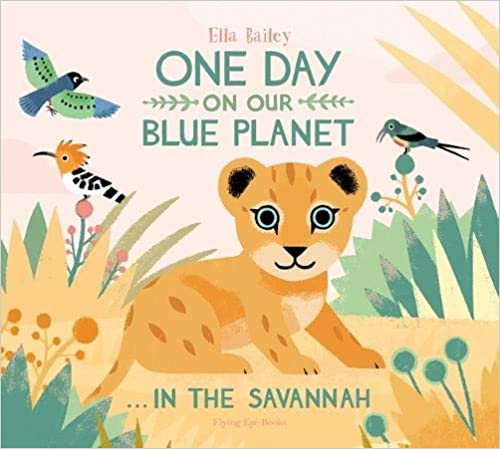 Ella Bailey
ONE DAY
ON OUR
BLUE PLANET
...IN THE SAVANNAH
Flying Eye Books